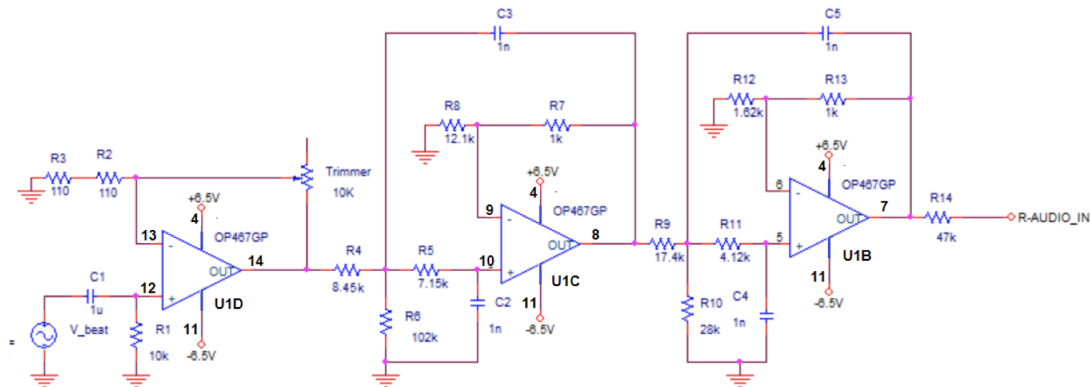 C3
1n
C5
1n
R8
12.1k
R7
1k
R12
1.62k
R13
1k
R3
110
R2
110
Trimmer
10K
+6.5V
4
OP467GP
13
-
OUT
14
12
+
U1D
11
-6.5V
C1
1u
V_beat
R1
10k
=
R4
8.45k
R5
7.15k
R6
102k
C2
1n
+6.5V
4
OP467GP
9
-
OUT
8
10
+
U1C
11
-6.5V
R9
17.4k
R11
4.12k
R10
28k
C4
1n
+6.5V
4
OP467GP
6
-
OUT
7
5
+
U1B
11
-6.5V
R14
47k
R-AUDIO_IN